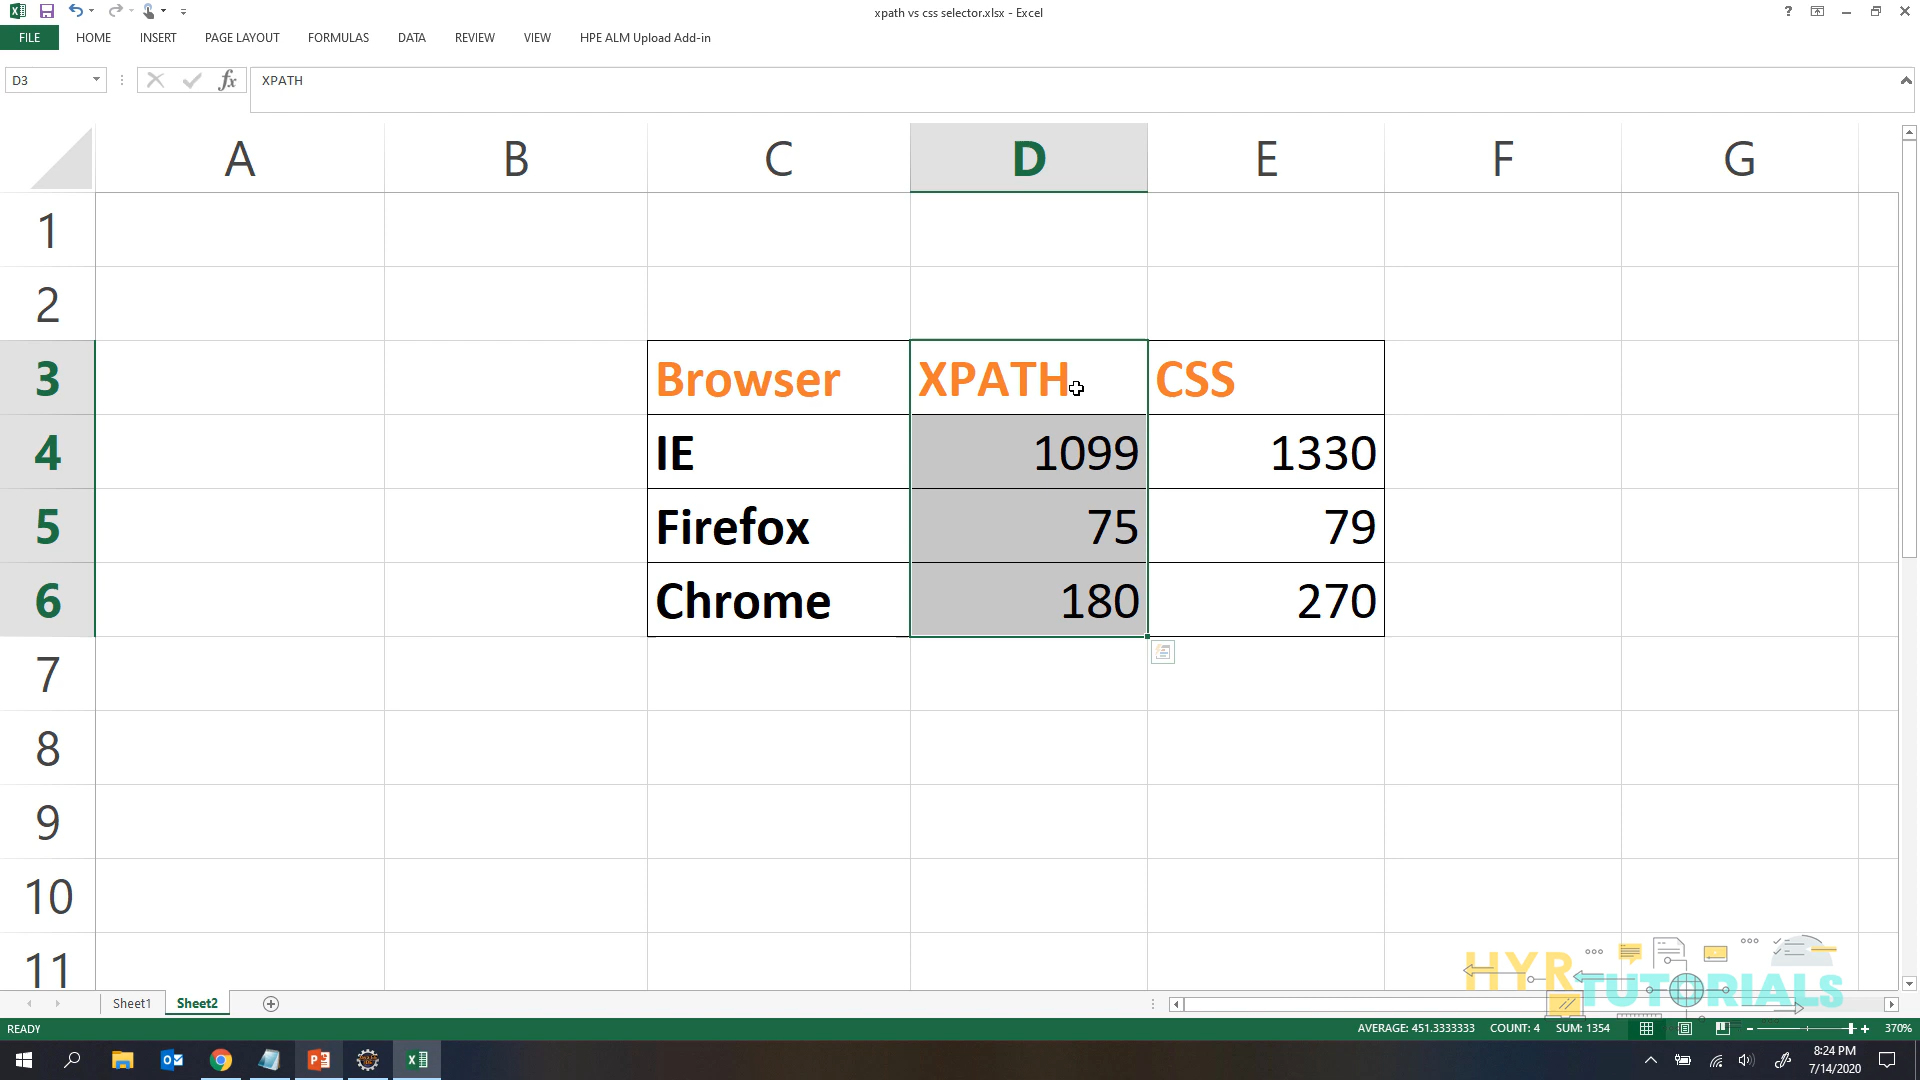 xpath vs css selector.xlsx - Excel
FILE HOME INSERT PAGE LAYOUT FORMULAS DATA REVIEW VIEW HPE ALM Upload Add-in
D3 fx XPATH
A B C D E F G
1
2
3 Browser XPATH CSS
4 IE 1099 1330
5 Firefox 75 79
6 Chrome 180 270
7
8
9
10
11
HYR TUTORIALS
Sheet1 Sheet2
READY AVERAGE: 451.3333333 COUNT: 4 SUM: 1354 370%
8:24 PM
7/14/2020